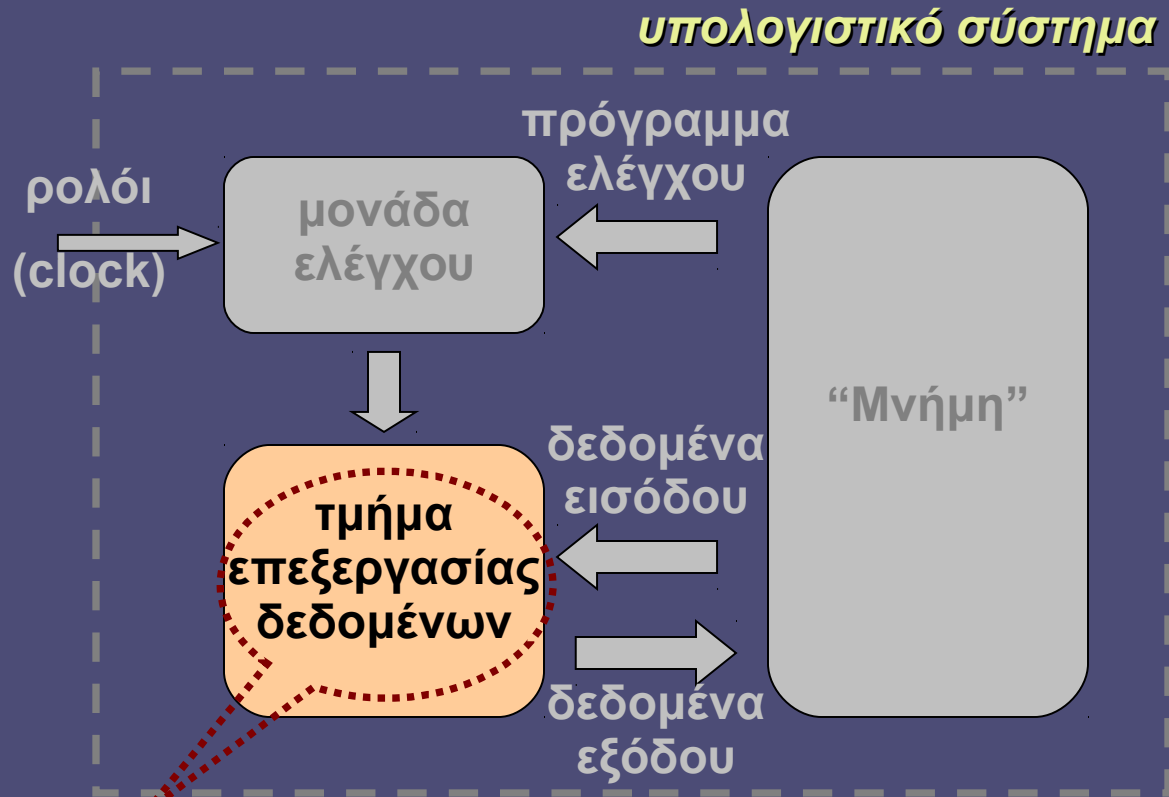 υπολογιστικό σύστημα
πρόγραμμα
ελέγχου
ρολόι
(clock)
μονάδα
ελέγχου
“Μνήμη”
δεδομένα
εισόδου
τμήμα
επεξεργασίας
δεδομένων
δεδομένα
εξόδου